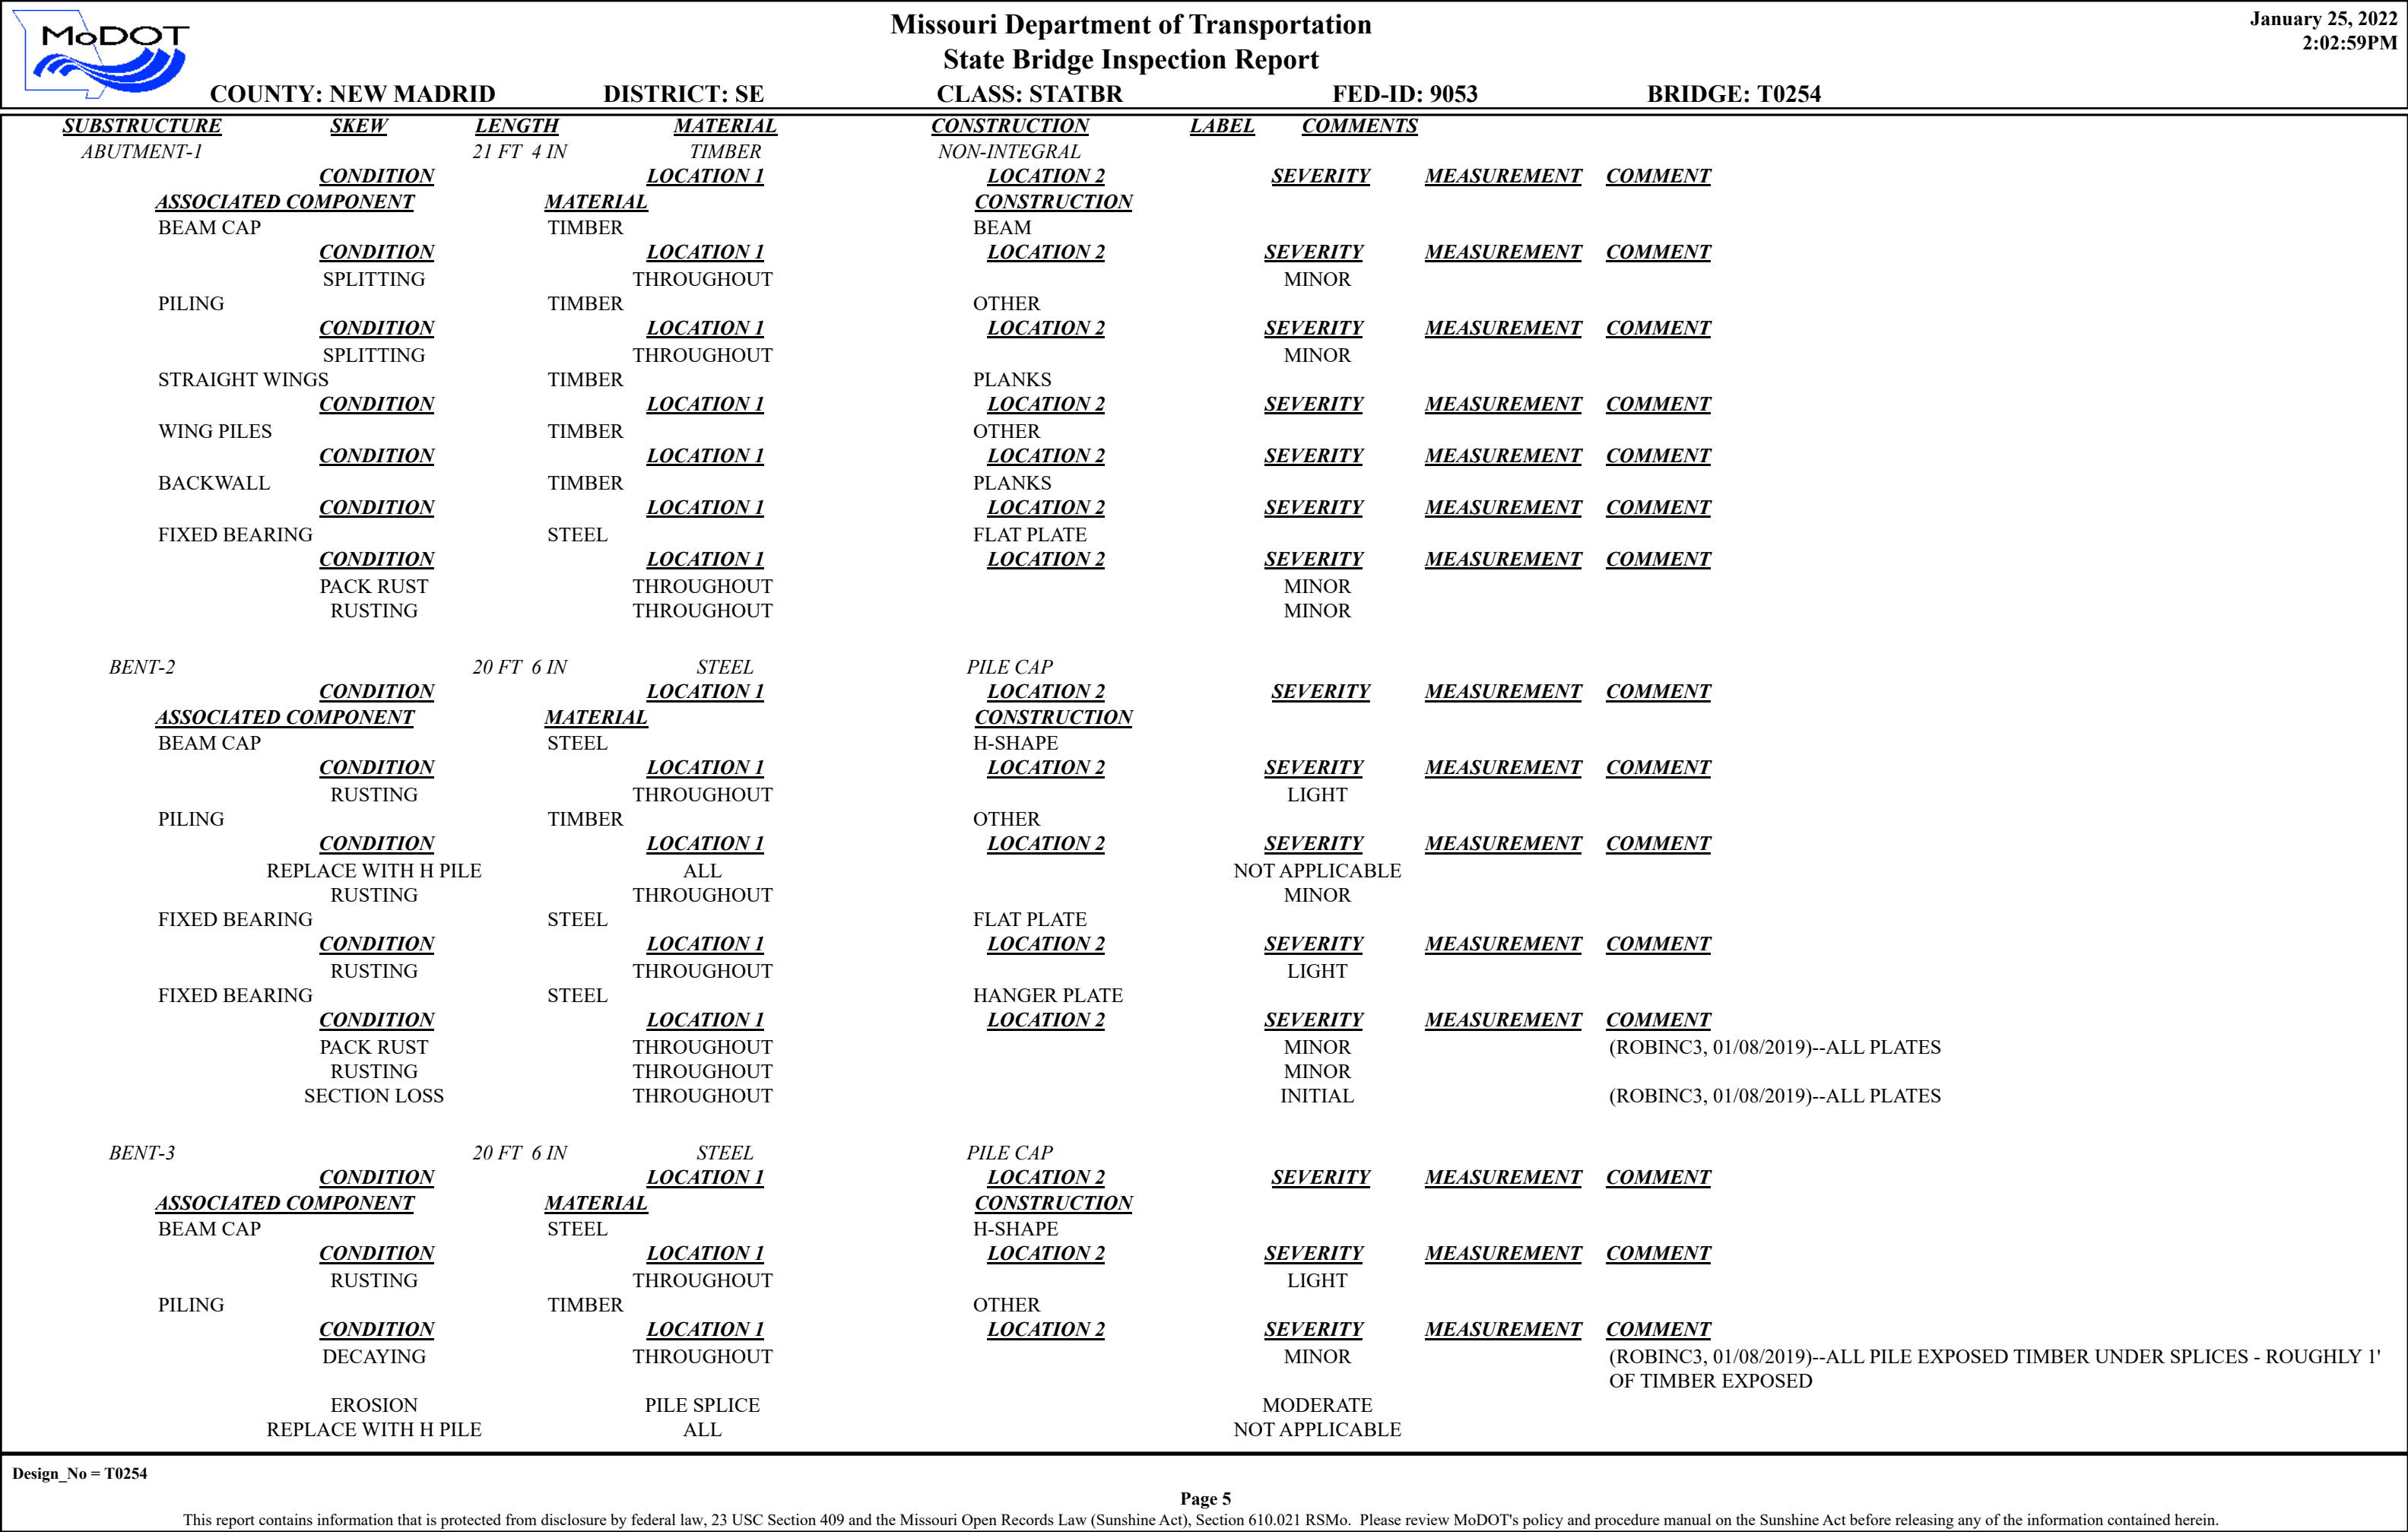 MoDOT
Missouri Department of Transportation
State Bridge Inspection Report
January 25, 2022
2:02:59PM
COUNTY: NEW MADRID DISTRICT: SE CLASS: STATBR FED-ID: 9053 BRIDGE: T0254
SUBSTRUCTURE SKEW LENGTH MATERIAL CONSTRUCTION LABEL COMMENTS
ABUTMENT-1 21 FT 4 IN TIMBER NON-INTEGRAL
CONDITION LOCATION 1 LOCATION 2 SEVERITY MEASUREMENT COMMENT
ASSOCIATED COMPONENT MATERIAL CONSTRUCTION
BEAM CAP TIMBER BEAM
CONDITION LOCATION 1 LOCATION 2 SEVERITY MEASUREMENT COMMENT
SPLITTING THROUGHOUT MINOR
PILING TIMBER OTHER
CONDITION LOCATION 1 LOCATION 2 SEVERITY MEASUREMENT COMMENT
SPLITTING THROUGHOUT MINOR
STRAIGHT WINGS TIMBER PLANKS
CONDITION LOCATION 1 LOCATION 2 SEVERITY MEASUREMENT COMMENT
WING PILES TIMBER OTHER
CONDITION LOCATION 1 LOCATION 2 SEVERITY MEASUREMENT COMMENT
BACKWALL TIMBER PLANKS
CONDITION LOCATION 1 LOCATION 2 SEVERITY MEASUREMENT COMMENT
FIXED BEARING STEEL FLAT PLATE
CONDITION LOCATION 1 LOCATION 2 SEVERITY MEASUREMENT COMMENT
PACK RUST THROUGHOUT MINOR
RUSTING THROUGHOUT MINOR
BENT-2 20 FT 6 IN STEEL PILE CAP
CONDITION LOCATION 1 LOCATION 2 SEVERITY MEASUREMENT COMMENT
ASSOCIATED COMPONENT MATERIAL CONSTRUCTION
BEAM CAP STEEL H-SHAPE
CONDITION LOCATION 1 LOCATION 2 SEVERITY MEASUREMENT COMMENT
RUSTING THROUGHOUT LIGHT
PILING TIMBER OTHER
CONDITION LOCATION 1 LOCATION 2 SEVERITY MEASUREMENT COMMENT
REPLACE WITH H PILE ALL NOT APPLICABLE
RUSTING THROUGHOUT MINOR
FIXED BEARING STEEL FLAT PLATE
CONDITION LOCATION 1 LOCATION 2 SEVERITY MEASUREMENT COMMENT
RUSTING THROUGHOUT LIGHT
FIXED BEARING STEEL HANGER PLATE
CONDITION LOCATION 1 LOCATION 2 SEVERITY MEASUREMENT COMMENT
PACK RUST THROUGHOUT MINOR (ROBINC3, 01/08/2019)--ALL PLATES
RUSTING THROUGHOUT MINOR
SECTION LOSS THROUGHOUT INITIAL (ROBINC3, 01/08/2019)--ALL PLATES
BENT-3 20 FT 6 IN STEEL PILE CAP
CONDITION LOCATION 1 LOCATION 2 SEVERITY MEASUREMENT COMMENT
ASSOCIATED COMPONENT MATERIAL CONSTRUCTION
BEAM CAP STEEL H-SHAPE
CONDITION LOCATION 1 LOCATION 2 SEVERITY MEASUREMENT COMMENT
RUSTING THROUGHOUT LIGHT
PILING TIMBER OTHER
CONDITION LOCATION 1 LOCATION 2 SEVERITY MEASUREMENT COMMENT
DECAYING THROUGHOUT MINOR (ROBINC3, 01/08/2019)--ALL PILE EXPOSED TIMBER UNDER SPLICES - ROUGHLY 1'
OF TIMBER EXPOSED
EROSION PILE SPLICE MODERATE
REPLACE WITH H PILE ALL NOT APPLICABLE
Design_No = T0254
Page 5
This report contains information that is protected from disclosure by federal law, 23 USC Section 409 and the Missouri Open Records Law (Sunshine Act), Section 610.021 RSMo. Please review MoDOT's policy and procedure manual on the Sunshine Act before releasing any of the information contained herein.